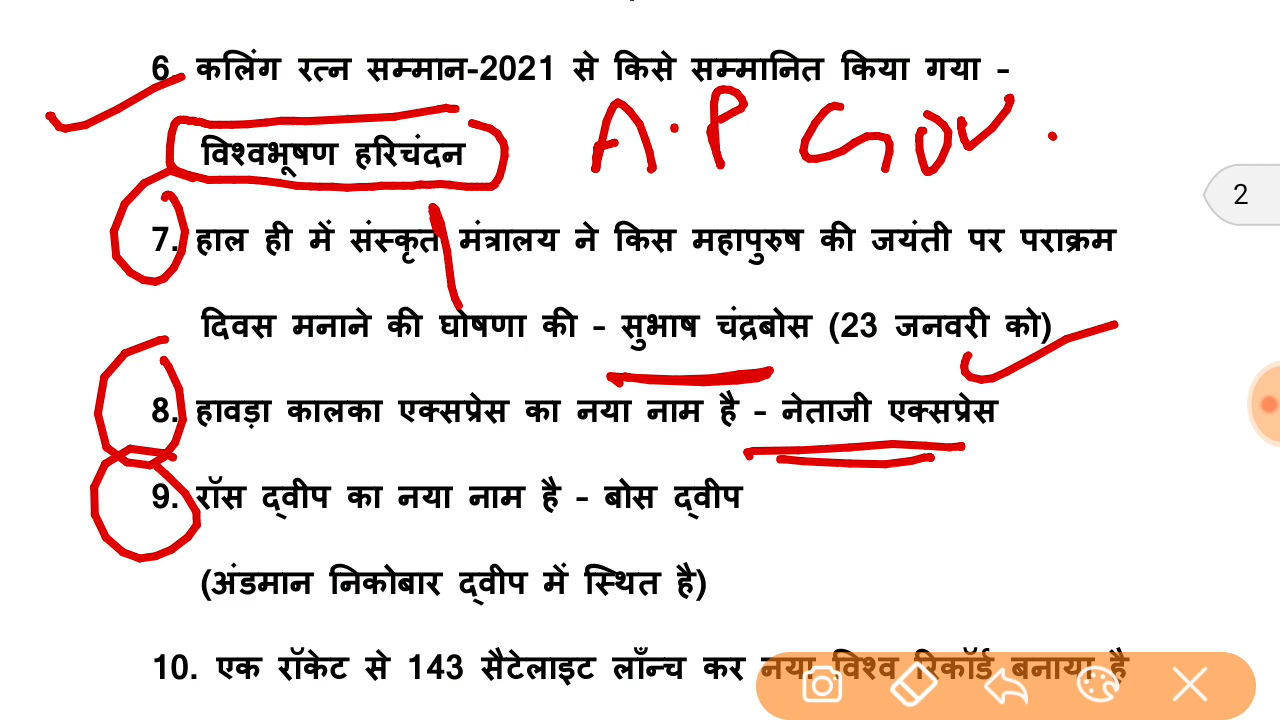 6. कलिंग रत्न सम्मान-2021 से किसे सम्मानित किया गया -
विश्वभूषण हरिचंदन
A.P Gov.
7. हाल ही में संस्कृत मंत्रालय ने किस महापुरुष की जयंती पर पराक्रम
2
दिवस मनाने की घोषणा की - सुभाष चंद्रबोस (23 जनवरी को)
8. हावड़ा कालका एक्सप्रेस का नया नाम है - नेताजी एक्सप्रेस
9. रॉस द्वीप का नया नाम है - बोस द्वीप
(अंडमान निकोबार द्वीप में स्थित है)
10. एक रॉकेट से 143 सैटेलाइट लॉन्च कर नया विश्व रिकॉर्ड बनाया है